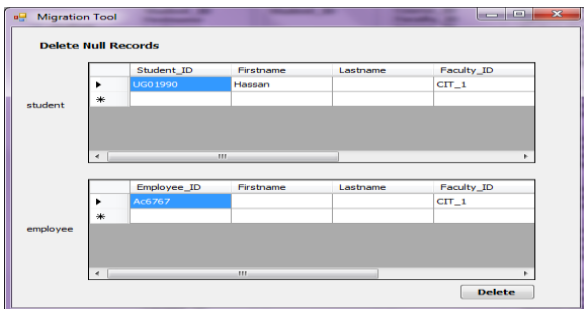 Migration Tool
Delete Null Records
Student_ID Firstname Lastname Faculty_ID
UG01990 Hassan CIT_1
student
Employee_ID Firstname Lastname Faculty_ID
Ac6767 CIT_1
employee
Delete